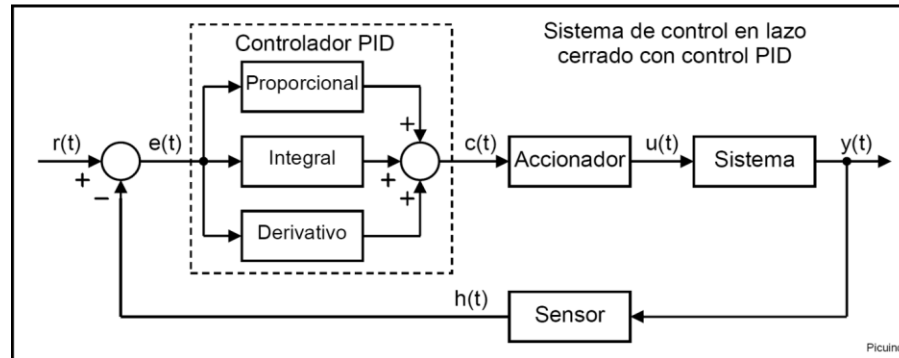 Sistema de control en lazo
cerrado con control PID
Controlador PID
Proporcional
Integral
Derivativo
r(t)
+
−
e(t)
+
+
+
c(t)
Accionador
u(t)
Sistema
y(t)
h(t)
Sensor